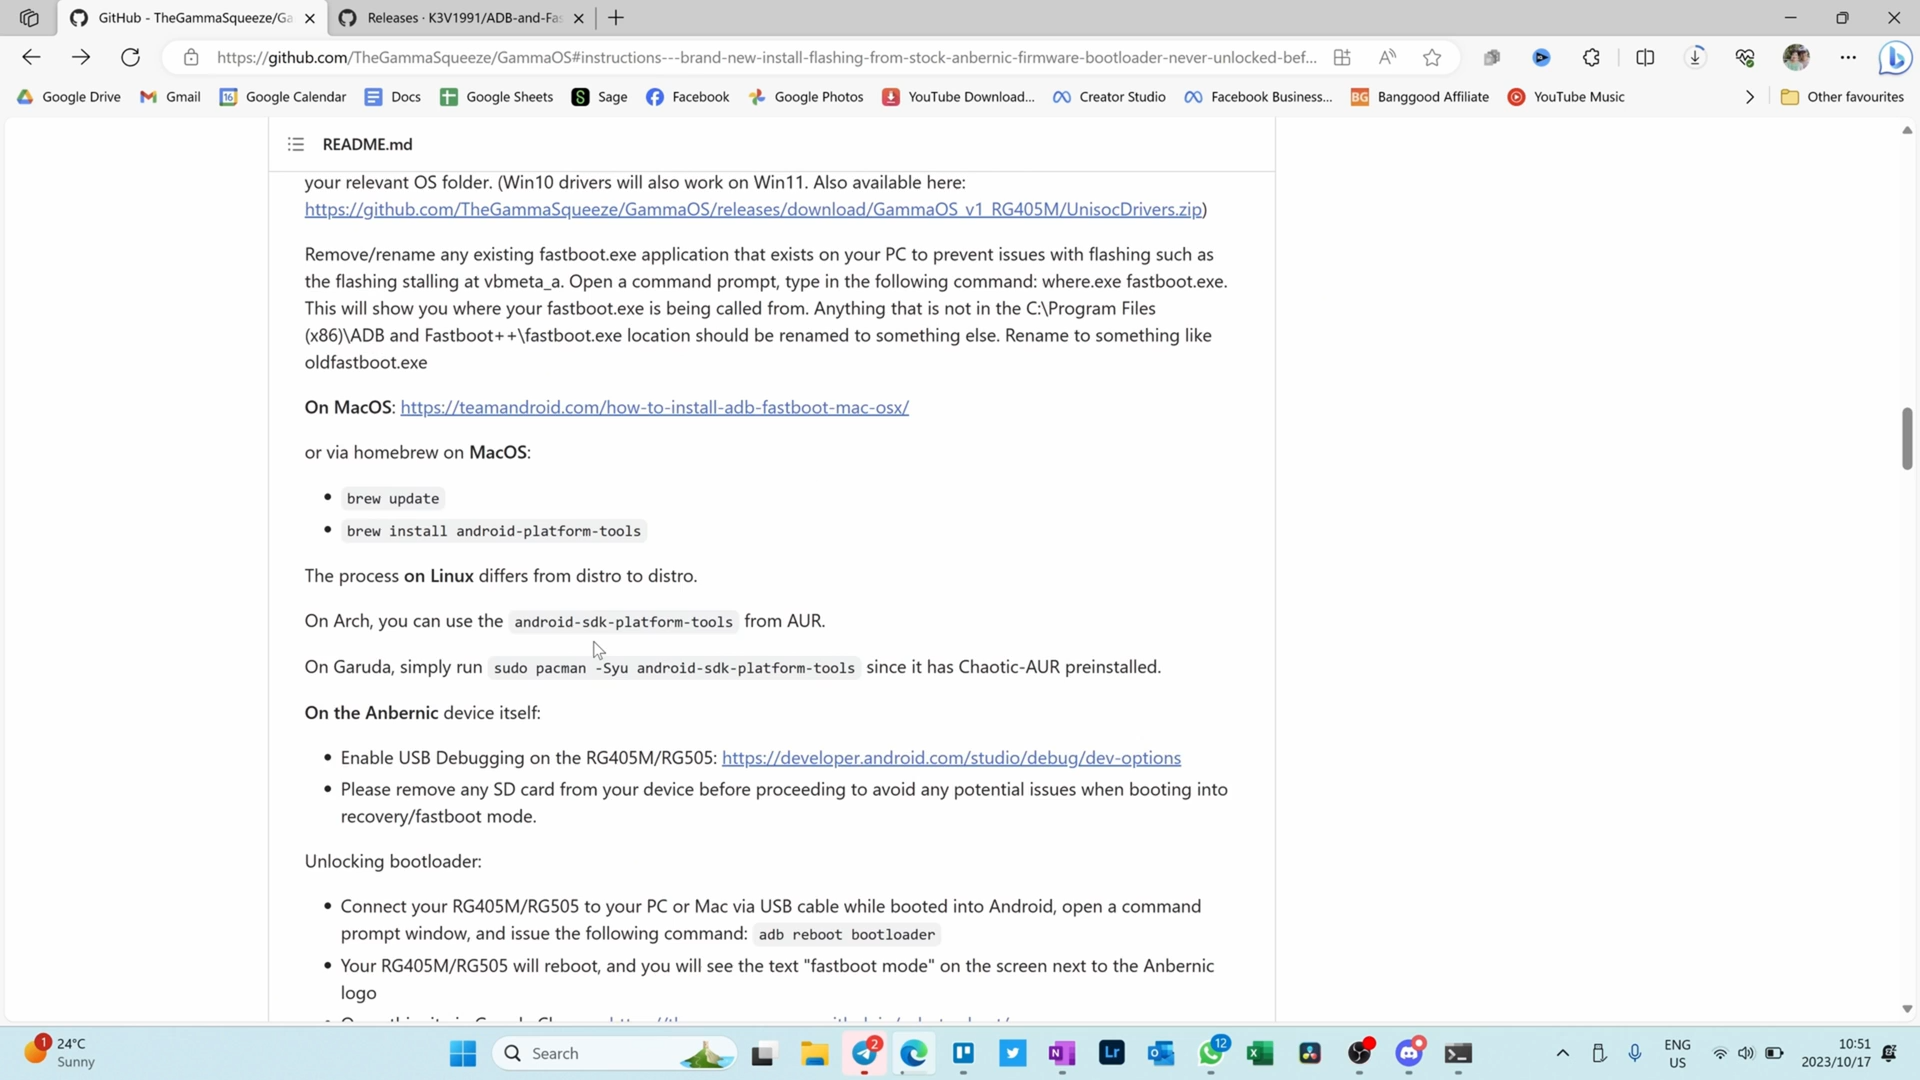 GitHub - TheGammaSqueeze/Ga
Releases · K3V1991/ADB-and-Fas
https://github.com/TheGammaSqueeze/GammaOS#instructions---brand-new-install-flashing-from-stock-anbernic-firmware-bootloader-never-unlocked-bef...
Google Drive
Gmail
16
Google Calendar
Docs
Google Sheets
S
Sage
Facebook
Google Photos
YouTube Download...
Creator Studio
Facebook Business...
BG
Banggood Affiliate
YouTube Music
Other favourites
README.md
your relevant OS folder. (Win10 drivers will also work on Win11. Also available here:
https://github.com/TheGammaSqueeze/GammaOS/releases/download/GammaOS_v1_RG405M/UnisocDrivers.zip)
Remove/rename any existing fastboot.exe application that exists on your PC to prevent issues with flashing such as
the flashing stalling at vbmeta_a. Open a command prompt, type in the following command: where.exe fastboot.exe.
This will show you where your fastboot.exe is being called from. Anything that is not in the C:\Program Files
(x86)\ADB and Fastboot++\fastboot.exe location should be renamed to something else. Rename to something like
oldfastboot.exe
On MacOS: https://teamandroid.com/how-to-install-adb-fastboot-mac-osx/
or via homebrew on MacOS:
• brew update
• brew install android-platform-tools
The process on Linux differs from distro to distro.
On Arch, you can use the android-sdk-platform-tools from AUR.
On Garuda, simply run sudo pacman -Syu android-sdk-platform-tools since it has Chaotic-AUR preinstalled.
On the Anbernic device itself:
• Enable USB Debugging on the RG405M/RG505: https://developer.android.com/studio/debug/dev-options
• Please remove any SD card from your device before proceeding to avoid any potential issues when booting into
recovery/fastboot mode.
Unlocking bootloader:
• Connect your RG405M/RG505 to your PC or Mac via USB cable while booted into Android, open a command
prompt window, and issue the following command: adb reboot bootloader
• Your RG405M/RG505 will reboot, and you will see the text "fastboot mode" on the screen next to the Anbernic
logo
1
24°C
Sunny
Search
2
Lr
12
ENG
US
10:51
2023/10/17